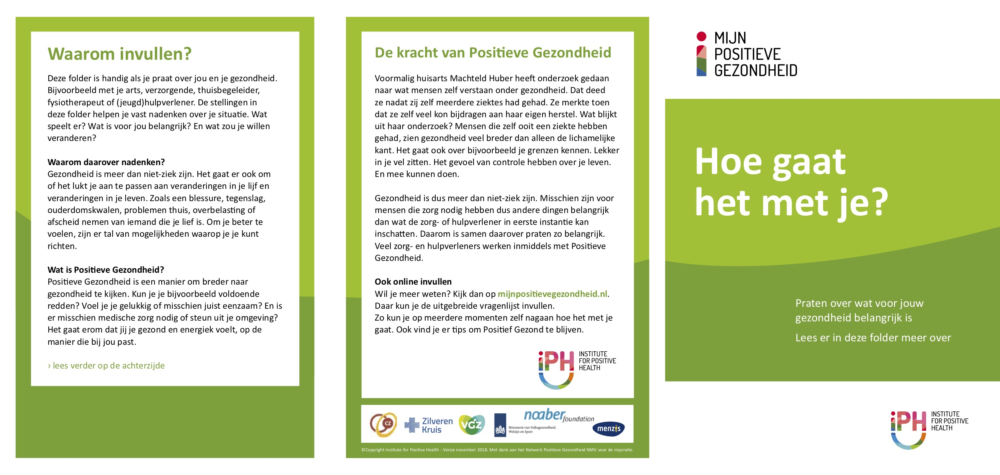 Waarom invullen?
Deze folder is handig als je praat over jou en je gezondheid.
Bijvoorbeeld met je arts, verzorgende, thuisbegeleider,
fysiotherapeut of (jeugd)hulpverlener. De stellingen in
deze folder helpen je vast nadenken over je situatie. Wat
speelt er? Wat is voor jou belangrijk? En wat zou je willen
veranderen?
Waarom daarover nadenken?
Gezondheid is meer dan niet-ziek zijn. Het gaat er ook om
of het lukt je aan te passen aan veranderingen in je lijf en
veranderingen in je leven. Zoals een blessure, tegenslag,
ouderdomskwalen, problemen thuis, overbelasting of
afscheid nemen van iemand die je lief is. Om je beter te
voelen, zijn er tal van mogelijkheden waarop je je kunt
richten.
Wat is Positieve Gezondheid?
Positieve Gezondheid is een manier om breder naar
gezondheid te kijken. Kun je je bijvoorbeeld voldoende
redden? Voel je je gelukkig of misschien juist eenzaam? En is
er misschien medische zorg nodig of steun uit je omgeving?
Het gaat erom dat jij je gezond en energiek voelt, op de
manier die bij jou past.
› lees verder op de achterzijde
De kracht van Positieve Gezondheid
Voormalig huisarts Machteld Huber heeft onderzoek gedaan
naar wat mensen zelf verstaan onder gezondheid. Dat deed
ze nadat zij zelf meerdere ziektes had gehad. Ze merkte toen
dat ze zelf veel kon bijdragen aan haar eigen herstel. Wat blijkt
uit haar onderzoek? Mensen die zelf ooit een ziekte hebben
gehad, zien gezondheid veel breder dan alleen de lichamelijke
kant. Het gaat ook over bijvoorbeeld je grenzen kennen. Lekker
in je vel zitten. Het gevoel van controle hebben over je leven.
En mee kunnen doen.
Gezondheid is dus meer dan niet-ziek zijn. Misschien zijn voor
mensen die zorg nodig hebben dus andere dingen belangrijk
dan wat de zorg- of hulpverlener in eerste instantie kan
inschatten. Daarom is samen daarover praten zo belangrijk.
Veel zorg- en hulpverleners werken inmiddels met Positieve
Gezondheid.
Ook online invullen
Wil je meer weten? Kijk dan op mijnpositievegezondheid.nl.
Daar kun je de uitgebreide vragenlijst invullen.
Zo kun je op meerdere momenten zelf nagaan hoe het met je
gaat. Ook vind je er tips om Positief Gezond te blijven.
iPH
INSTITUTE
FOR POSITIVE
HEALTH
CZ
Zilveren
Kruis
vgz
Ministerie van Volksgezondheid,
Welzijn en Sport
noaber foundation
menzis
©Copyright Institute for Positive Health - Versie november 2018. Met dank aan het Netwerk Positieve Gezondheid NMV voor de inspiratie.
MIJN
POSITIEVE
GEZONDHEID
Hoe gaat
het met je?
Praten over wat voor jouw
gezondheid belangrijk is
Lees er in deze folder meer over
iPH
INSTITUTE
FOR POSITIVE
HEALTH